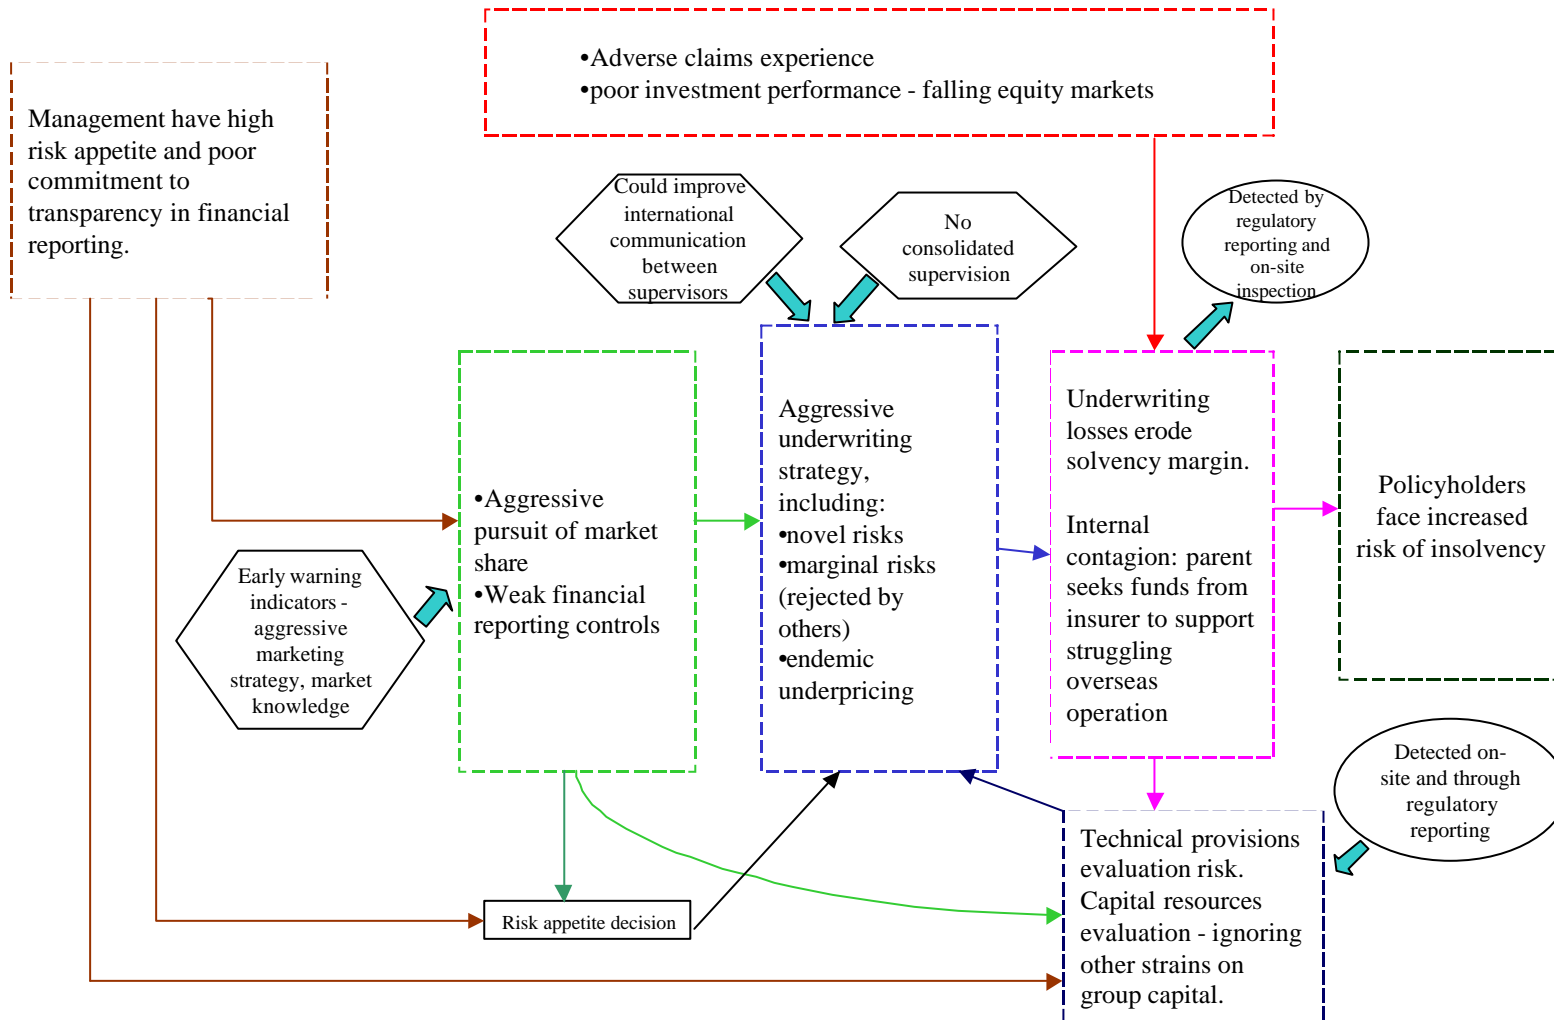 •Adverse claims experience
•poor investment performance - falling equity markets
Management have high
risk appetite and poor
commitment to
transparency in financial
reporting.
Could improve
international
communication
between
supervisors
No
consolidated
supervision
Detected by
regulatory
reporting and
on-site
inspection
•Aggressive
pursuit of market
share
•Weak financial
reporting controls
Aggressive
underwriting
strategy,
including:
•novel risks
•marginal risks
(rejected by
others)
•endemic
underpricing
Underwriting
losses erode
solvency margin.
Internal
contagion: parent
seeks funds from
insurer to support
struggling
overseas
operation
Policyholders
face increased
risk of insolvency
Early warning
indicators -
aggressive
marketing
strategy, market
knowledge
Detected on-
site and through
regulatory
reporting
Risk appetite decision
Technical provisions
evaluation risk.
Capital resources
evaluation - ignoring
other strains on
group capital.